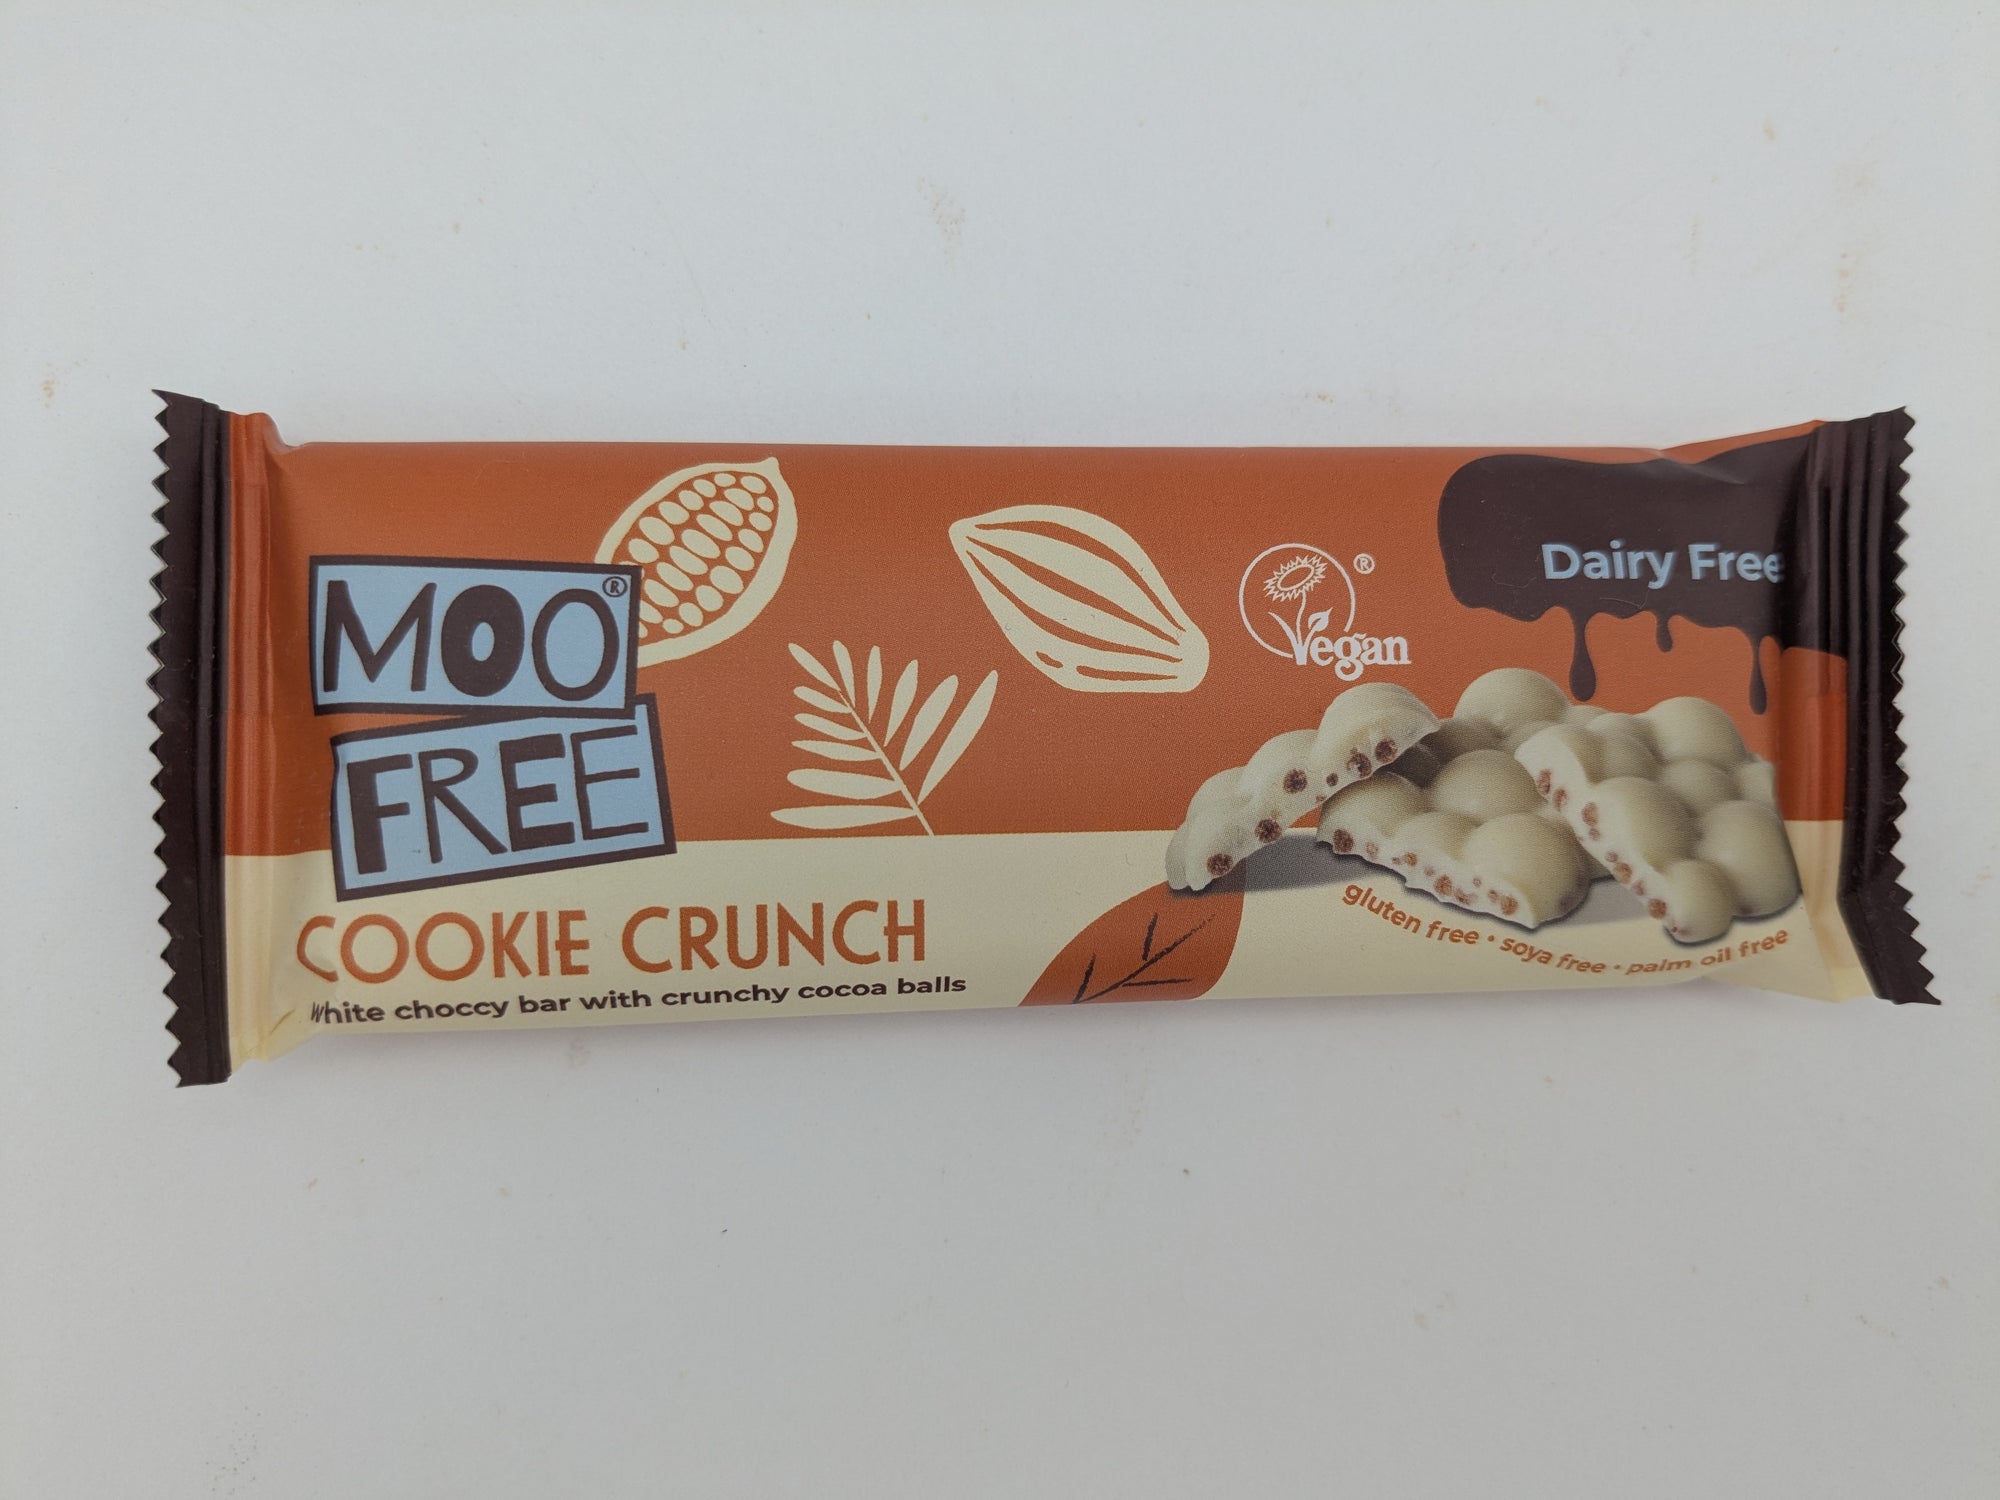 MOO®
FREE
COOKIE CRUNCH
White choccy bar with crunchy cocoa balls
Vegan ®
Dairy Free
gluten free • soya free • palm oil free